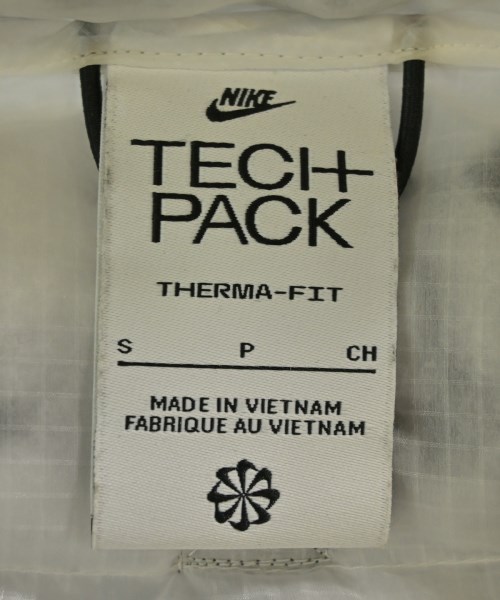 NIKE
TECH
PACK
THERMA-FIT
S P CH
MADE IN VIETNAM
FABRIQUE AU VIETNAM